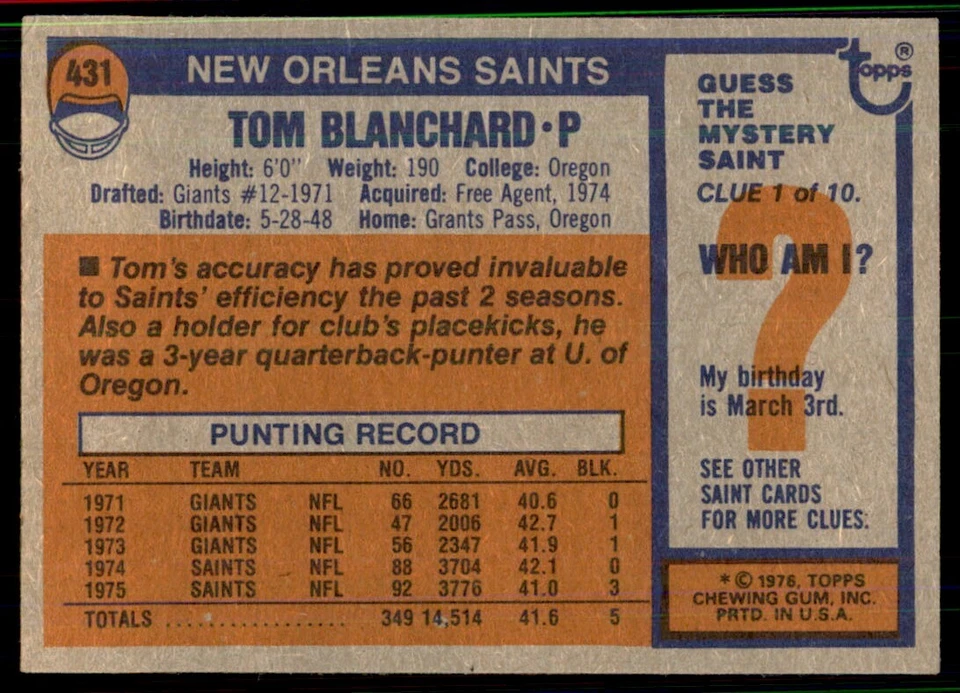 431
NEW ORLEANS SAINTS
TOM BLANCHARD•P
Height: 6'0" Weight: 190 College: Oregon
Drafted: Giants #12-1971 Acquired: Free Agent, 1974
Birthdate: 5-28-48 Home: Grants Pass, Oregon
■ Tom's accuracy has proved invaluable
to Saints' efficiency the past 2 seasons.
Also a holder for club's placekicks, he
was a 3-year quarterback-punter at U. of
Oregon.
PUNTING RECORD
YEAR TEAM NO. YDS. AVG. BLK.
1971 GIANTS NFL 66 2681 40.6 0
1972 GIANTS NFL 47 2006 42.7 1
1973 GIANTS NFL 56 2347 41.9 1
1974 SAINTS NFL 88 3704 42.1 0
1975 SAINTS NFL 92 3776 41.0 3
TOTALS .................. 349 14,514 41.6 5
topps®
GUESS
THE
MYSTERY
SAINT
CLUE 1 of 10.
WHO AM I?
?
My birthday
is March 3rd.
SEE OTHER
SAINT CARDS
FOR MORE CLUES.
* © 1976, TOPPS
CHEWING GUM, INC.
PRTD. IN U.S.A.